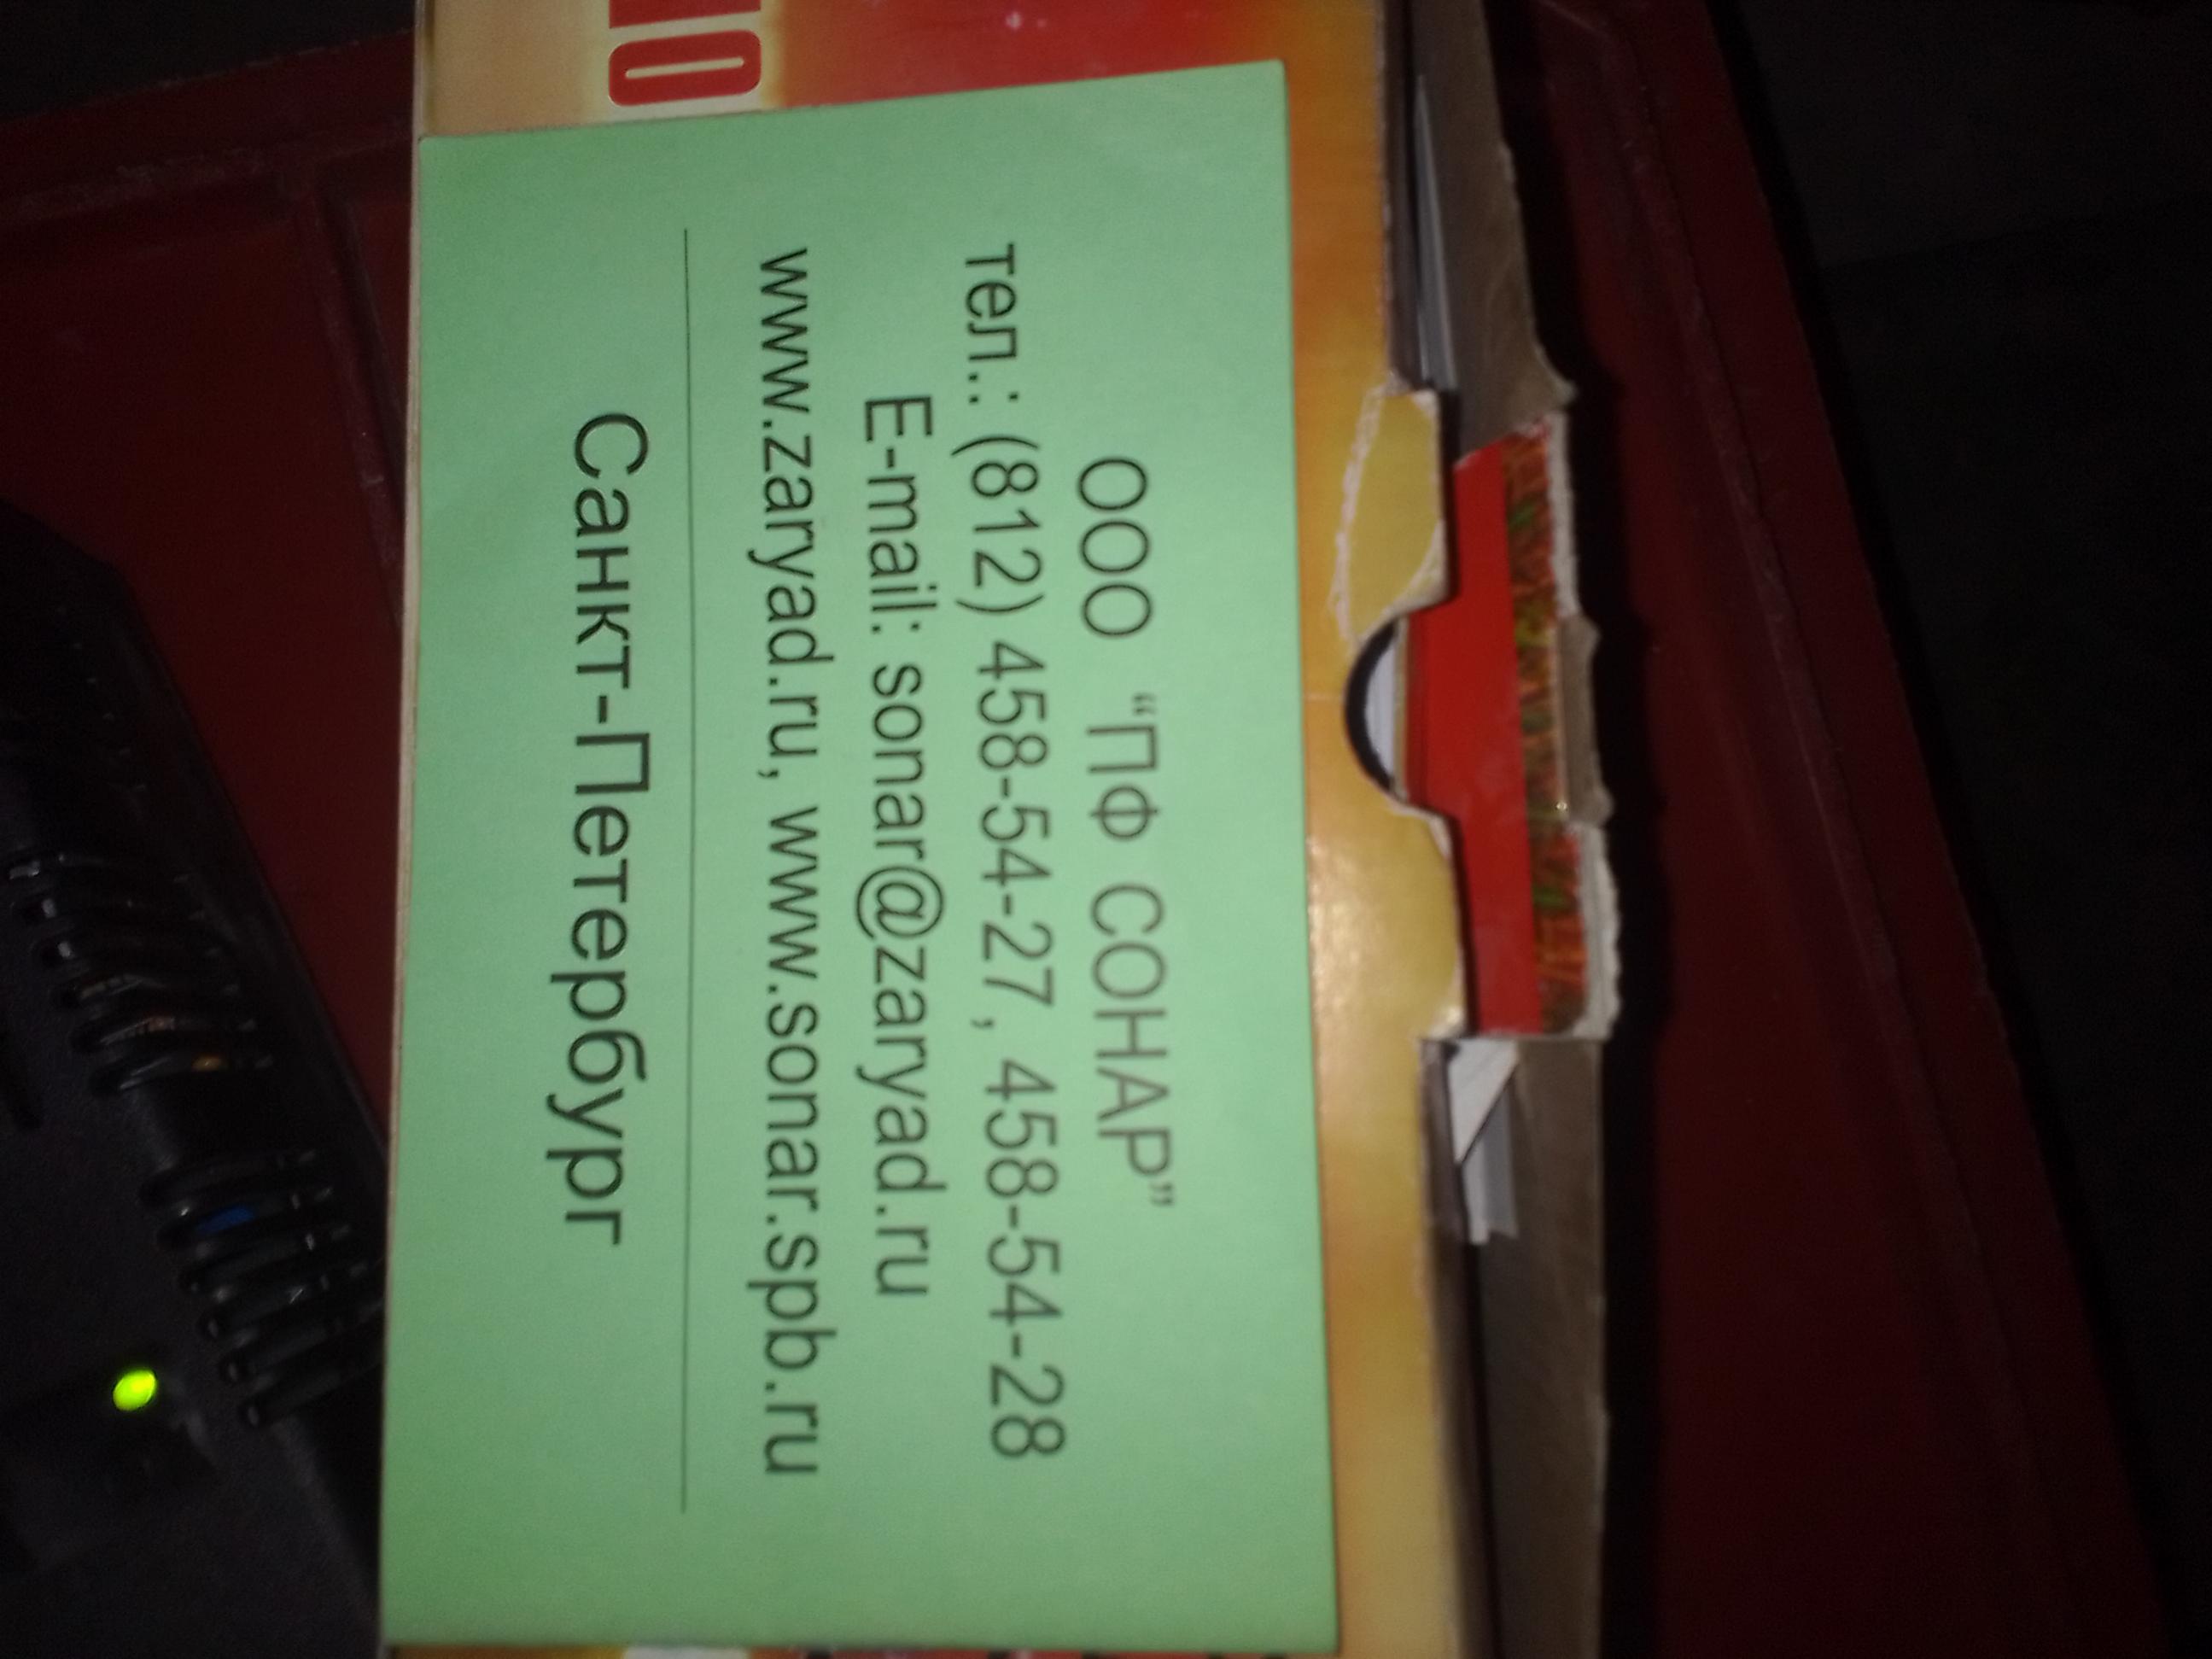 ООО “ПФ СОНАР”
тел.: (812) 458-54-27, 458-54-28
E-mail: sonar@zaryad.ru
www.zaryad.ru, www.sonar.spb.ru
Санкт-Петербург